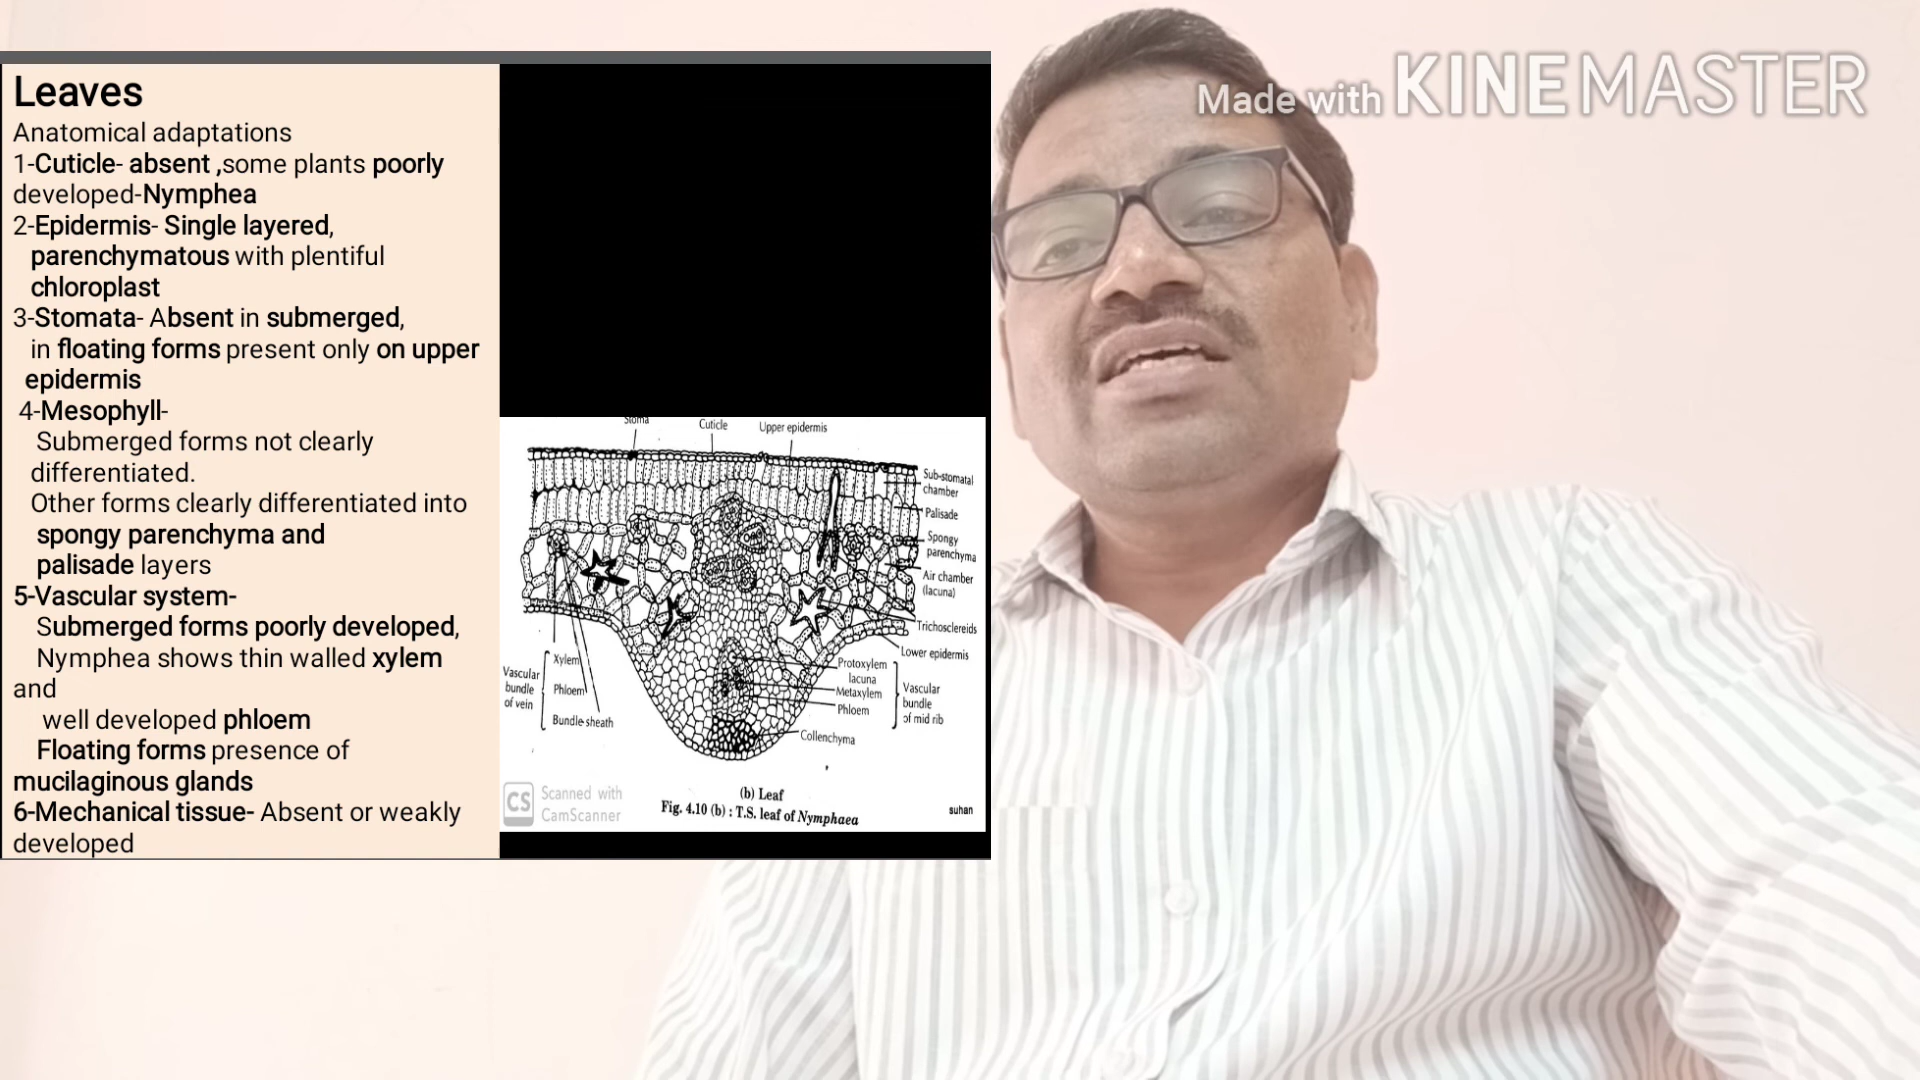 Made with KINEMASTER
Leaves
Anatomical adaptations
1-Cuticle- absent ,some plants poorly
developed-Nymphea
2-Epidermis- Single layered,
parenchymatous with plentiful
chloroplast
3-Stomata- Absent in submerged,
in floating forms present only on upper
epidermis
4-Mesophyll-
Submerged forms not clearly
differentiated.
Other forms clearly differentiated into
spongy parenchyma and
palisade layers
5-Vascular system-
Submerged forms poorly developed,
Nymphea shows thin walled xylem
and
well developed phloem
Floating forms presence of
mucilaginous glands
6-Mechanical tissue- Absent or weakly
developed
Stoma
Cuticle
Upper epidermis
Sub-stomatal
chamber
Palisade
Spongy
parenchyma
Air chamber
(lacuna)
Trichosclereids
Lower epidermis
Xylem
Phloem
Bundle sheath
Vascular
bundle
of vein
Protoxylem
lacuna
Metaxylem
Phloem
Vascular
bundle
of mid rib
Collenchyma
(b) Leaf
Fig. 4.10 (b) : T.S. leaf of Nymphaea
suhan
CS
Scanned with
CamScanner